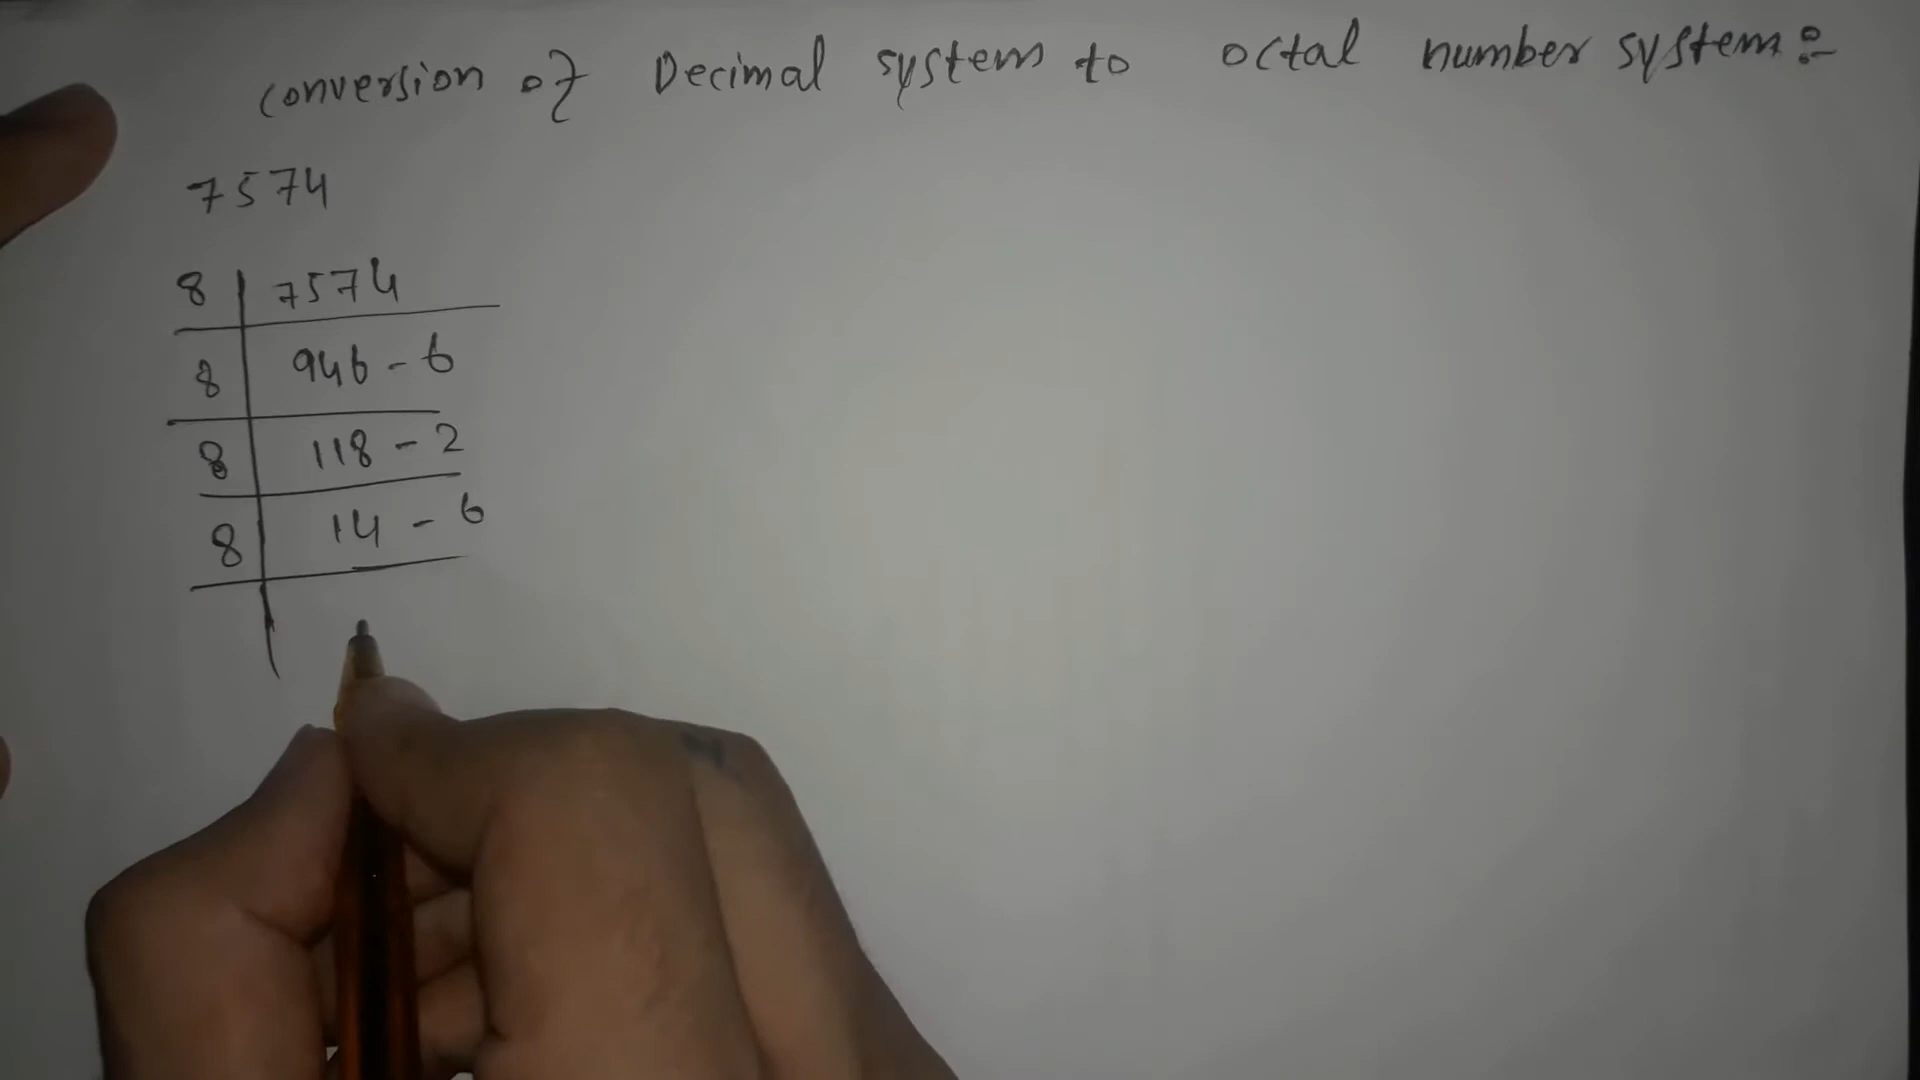 conversion of Decimal system to octal number system :-
7574
8 | 7574
8 | 946 - 6
8 | 118 - 2
8 | 14 - 6